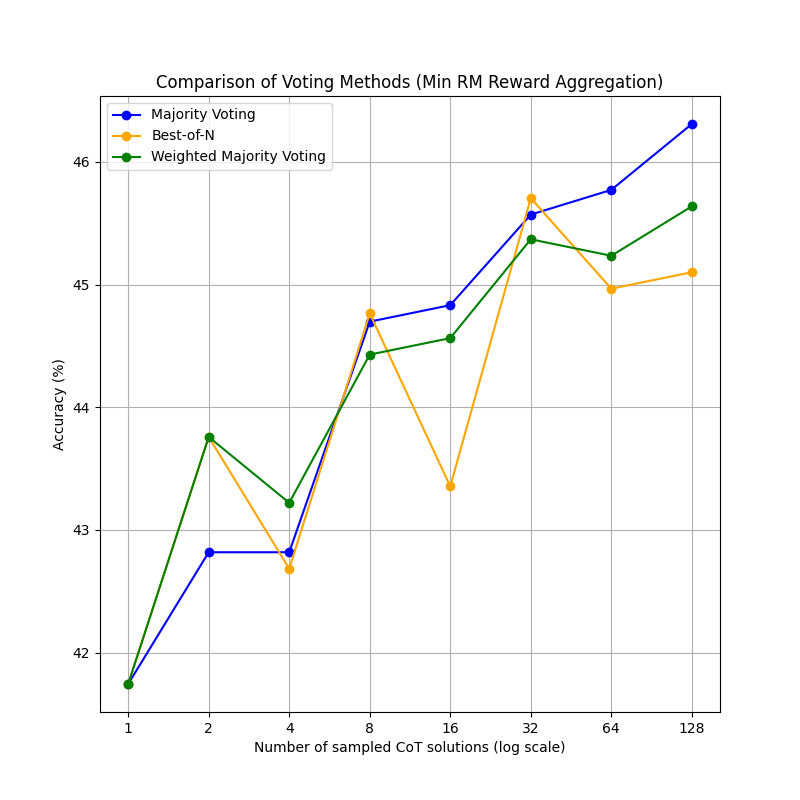 Comparison of Voting Methods (Min RM Reward Aggregation)
Majority Voting
Best-of-N
Weighted Majority Voting
Accuracy (%)
46
45
44
43
42
1 2 4 8 16 32 64 128
Number of sampled CoT solutions (log scale)